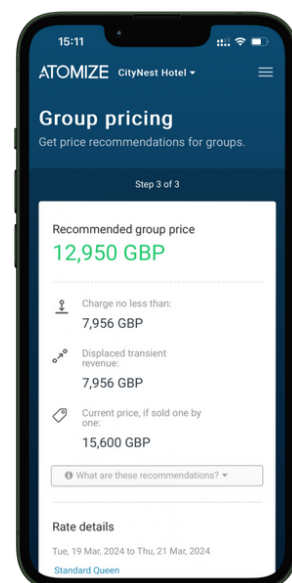 15:11
ATOMIZE CityNest Hotel
Group pricing
Get price recommendations for groups.
Step 3 of 3
Recommended group price
12,950 GBP
Charge no less than:
7,956 GBP
Displaced transient
revenue:
7,956 GBP
Current price, if sold one by
one:
15,600 GBP
What are these recommendations?
Rate details
Tue, 19 Mar, 2024 to Thu, 21 Mar, 2024
Standard Queen